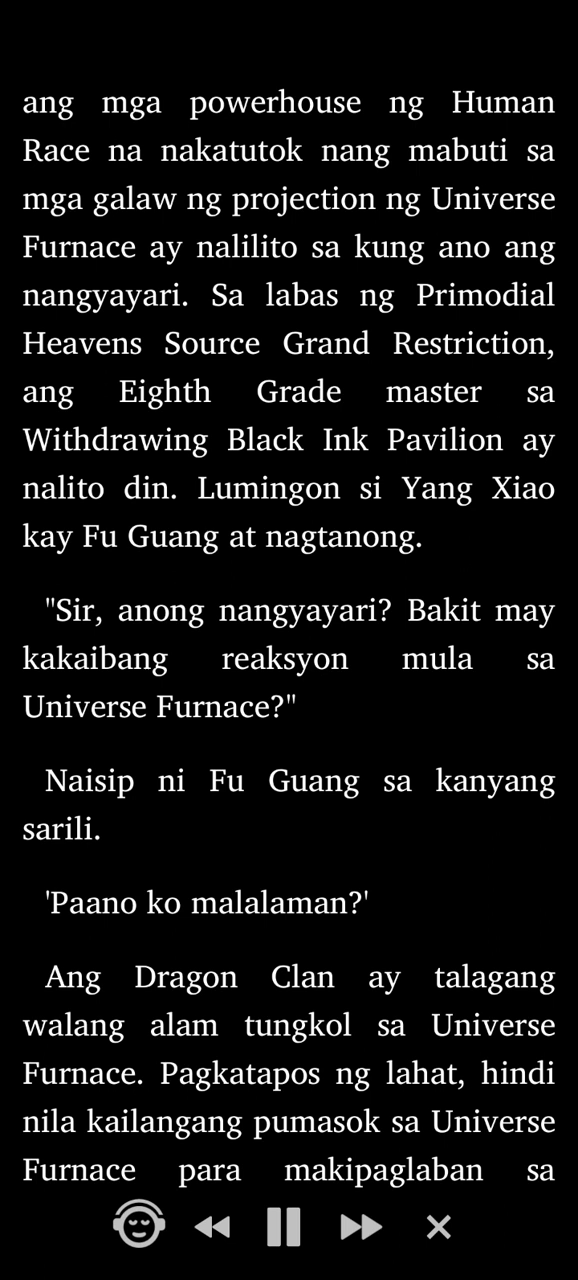 ang mga powerhouse ng Human
Race na nakatutok nang mabuti sa
mga galaw ng projection ng Universe
Furnace ay nalilito sa kung ano ang
nangyayari. Sa labas ng Primodial
Heavens Source Grand Restriction,
ang Eighth Grade master sa
Withdrawing Black Ink Pavilion ay
nalito din. Lumingon si Yang Xiao
kay Fu Guang at nagtanong.
"Sir, anong nangyayari? Bakit may
kakaibang reaksyon mula sa
Universe Furnace?"
Naisip ni Fu Guang sa kanyang
sarili.
'Paano ko malalaman?'
Ang Dragon Clan ay talagang
walang alam tungkol sa Universe
Furnace. Pagkatapos ng lahat, hindi
nila kailangang pumasok sa Universe
Furnace para makipaglaban sa